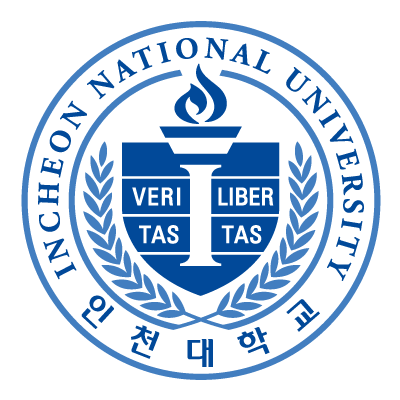 INCHEON NATIONAL UNIVERSITY
VERI LIBER
TAS TAS
인천대학교